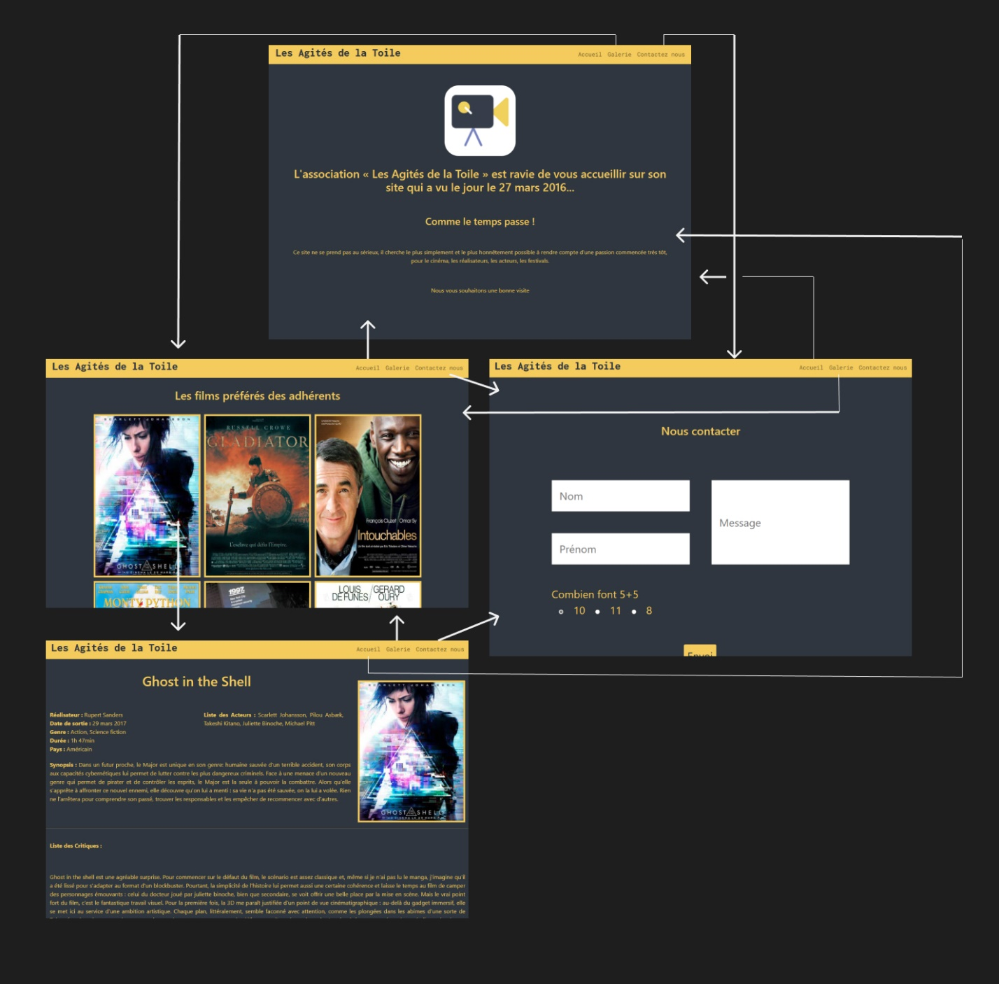 Les Agités de la Toile
Accueil Galerie Contactez nous
L'association « Les Agités de la Toile » est ravie de vous accueillir sur son
site qui a vu le jour le 27 mars 2016...
Comme le temps passe !
Ce site ne se prend pas au sérieux, il cherche le plus simplement et le plus honnêtement possible à rendre compte d'une passion commencée très tôt,
pour le cinéma, les réalisateurs, les acteurs, les festivals.
Nous vous souhaitons une bonne visite
Les Agités de la Toile
Accueil Galerie Contactez nous
Les films préférés des adhérents
SCARLETT JOHANSSON
GHOST SHELL
RUSSELL CROWE
GLADIATOR
L'esclave qui défia l'Empire.
François Cluzet Omar Sy
Intouchables
MONTY PYTHON
1997
LOUIS DE FUNES / GERARD OURY
Les Agités de la Toile
Accueil Galerie Contactez nous
Nous contacter
Nom
Message
Prénom
Combien font 5+5
10 11 8
Envoi
Les Agités de la Toile
Accueil Galerie Contactez nous
Ghost in the Shell
Réalisateur : Rupert Sanders
Date de sortie : 29 mars 2017
Genre : Action, Science fiction
Durée : 1h 47min
Pays : Américain
Liste des Acteurs : Scarlett Johansson, Pilou Asbæk,
Takeshi Kitano, Juliette Binoche, Michael Pitt
Synopsis : Dans un futur proche, le Major est unique en son genre: humaine sauvée d'un terrible accident, son corps
aux capacités cybernétiques lui permet de lutter contre les plus dangereux criminels. Face à une menace d'un nouveau
genre qui permet de pirater et de contrôler les esprits, le Major est la seule à pouvoir la combattre. Alors qu'elle
s'apprête à affronter ce nouvel ennemi, elle découvre qu'on lui a menti : sa vie n'a pas été sauvée, on la lui a volée. Rien
ne l'arrêtera pour comprendre son passé, trouver les responsables et les empêcher de recommencer avec d'autres.
SCARLETT JOHANSSON
GHOST SHELL
Liste des Critiques :
Ghost in the shell est une agréable surprise. Pour commencer sur le défaut du film, le scénario est assez classique et, même si je n'ai pas lu le manga, j'imagine qu'il
a été lissé pour s'adapter au format d'un blockbuster. Pourtant, la simplicité de l'histoire lui permet aussi une certaine cohérence et laisse le temps au film de camper
des personnages émouvants : celui du docteur joué par juliette binoche, bien que secondaire, se voit offrir une belle place par la mise en scène. Mais le vrai point
fort du film, c'est le fantastique travail visuel. Pour la première fois, la 3D me paraît justifiée d'un point de vue cinématographique : au-delà du gadget immersif, elle
se met ici au service d'une ambition artistique. Chaque plan, littéralement, semble faconné avec attention, comme les plongées dans les abimes d'une sorte de